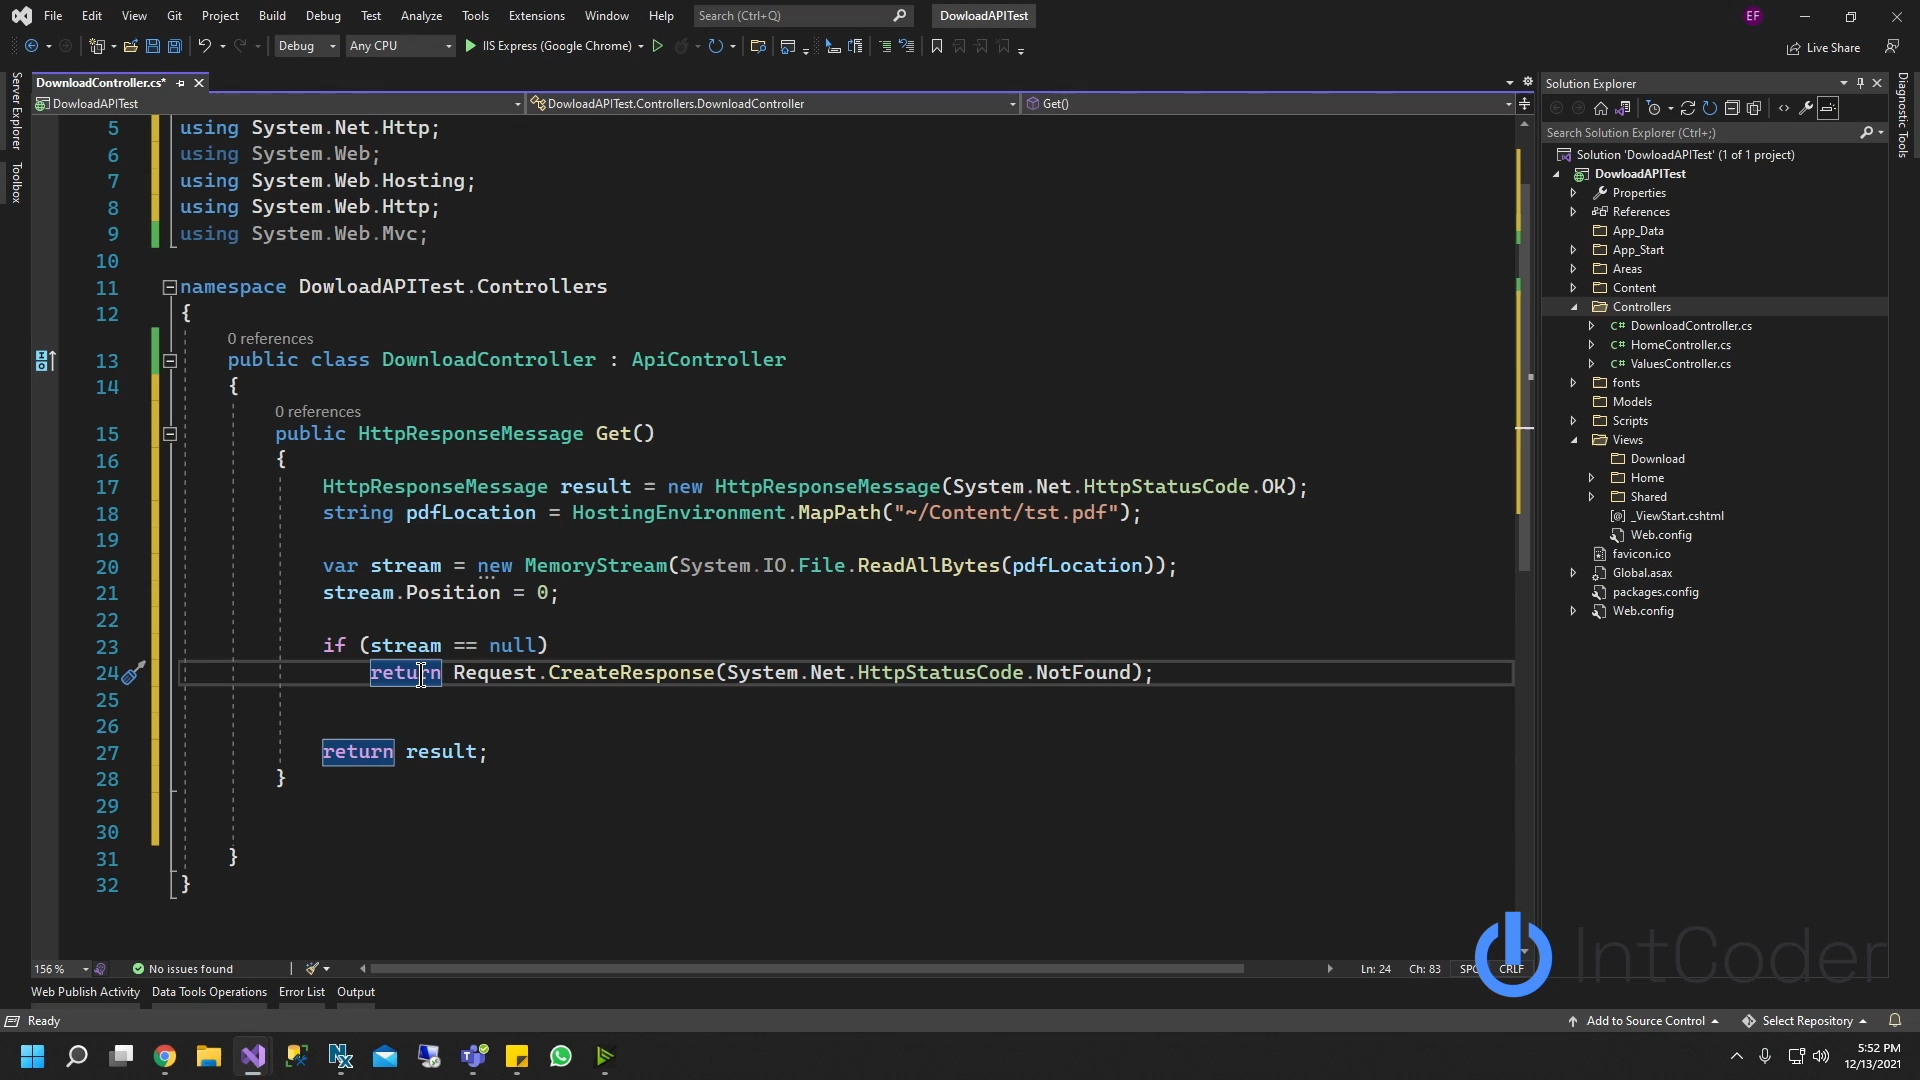 File Edit View Git Project Build Debug Test Analyze Tools Extensions Window Help Search (Ctrl+Q) DowloadAPITest EF
Debug Any CPU IIS Express (Google Chrome) Live Share
Server Explorer
Toolbox
DownloadController.cs*
DowloadAPITest DowloadAPITest.Controllers.DownloadController Get()
5 using System.Net.Http;
6 using System.Web;
7 using System.Web.Hosting;
8 using System.Web.Http;
9 using System.Web.Mvc;
10
11 namespace DowloadAPITest.Controllers
12 {
0 references
13 public class DownloadController : ApiController
14 {
0 references
15 public HttpResponseMessage Get()
16 {
17 HttpResponseMessage result = new HttpResponseMessage(System.Net.HttpStatusCode.OK);
18 string pdfLocation = HostingEnvironment.MapPath("~/Content/tst.pdf");
19
20 var stream = new MemoryStream(System.IO.File.ReadAllBytes(pdfLocation));
21 stream.Position = 0;
22
23 if (stream == null)
24 return Request.CreateResponse(System.Net.HttpStatusCode.NotFound);
25
26
27 return result;
28 }
29
30
31 }
32 }
156 % No issues found Ln: 24 Ch: 83 SPC CRLF
Web Publish Activity Data Tools Operations Error List Output
Solution Explorer
Search Solution Explorer (Ctrl+;)
Solution 'DowloadAPITest' (1 of 1 project)
DowloadAPITest
Properties
References
App_Data
App_Start
Areas
Content
Controllers
C# DownloadController.cs
C# HomeController.cs
C# ValuesController.cs
fonts
Models
Scripts
Views
Download
Home
Shared
_ViewStart.cshtml
Web.config
favicon.ico
Global.asax
packages.config
Web.config
Diagnostic Tools
IntCoder
Ready Add to Source Control Select Repository
5:52 PM
12/13/2021